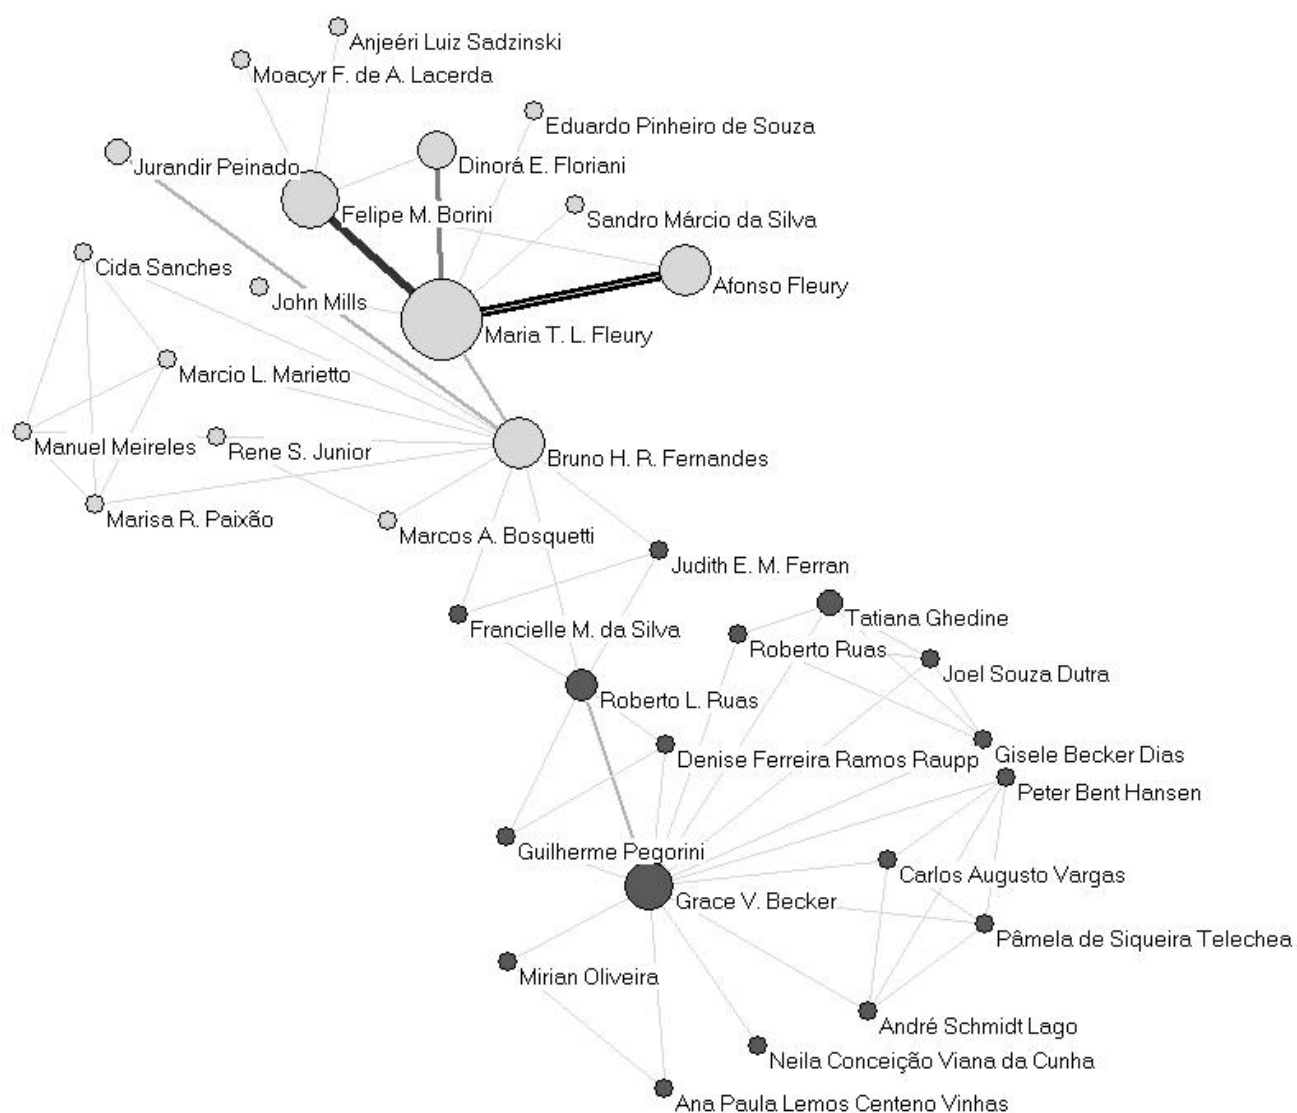 Anjeéri Luiz Sadzinski
Moacyr F. de A. Lacerda
Eduardo Pinheiro de Souza
Jurandir Peinado
Dinorá E. Floriani
Felipe M. Borini
Sandro Márcio da Silva
Cida Sanches
Afonso Fleury
John Mills
Maria T. L. Fleury
Marcio L. Marietto
Manuel Meireles
Rene S. Junior
Bruno H. R. Fernandes
Marisa R. Paixão
Marcos A. Bosquetti
Judith E. M. Ferran
Tatiana Ghedine
Francielle M. da Silva
Roberto Ruas
Joel Souza Dutra
Roberto L. Ruas
Gisele Becker Dias
Denise Ferreira Ramos Raupp
Peter Bent Hansen
Guilherme Pegorini
Carlos Augusto Vargas
Grace V. Becker
Pâmela de Siqueira Telechea
Mirian Oliveira
André Schmidt Lago
Neila Conceição Viana da Cunha
Ana Paula Lemos Centeno Vinhas